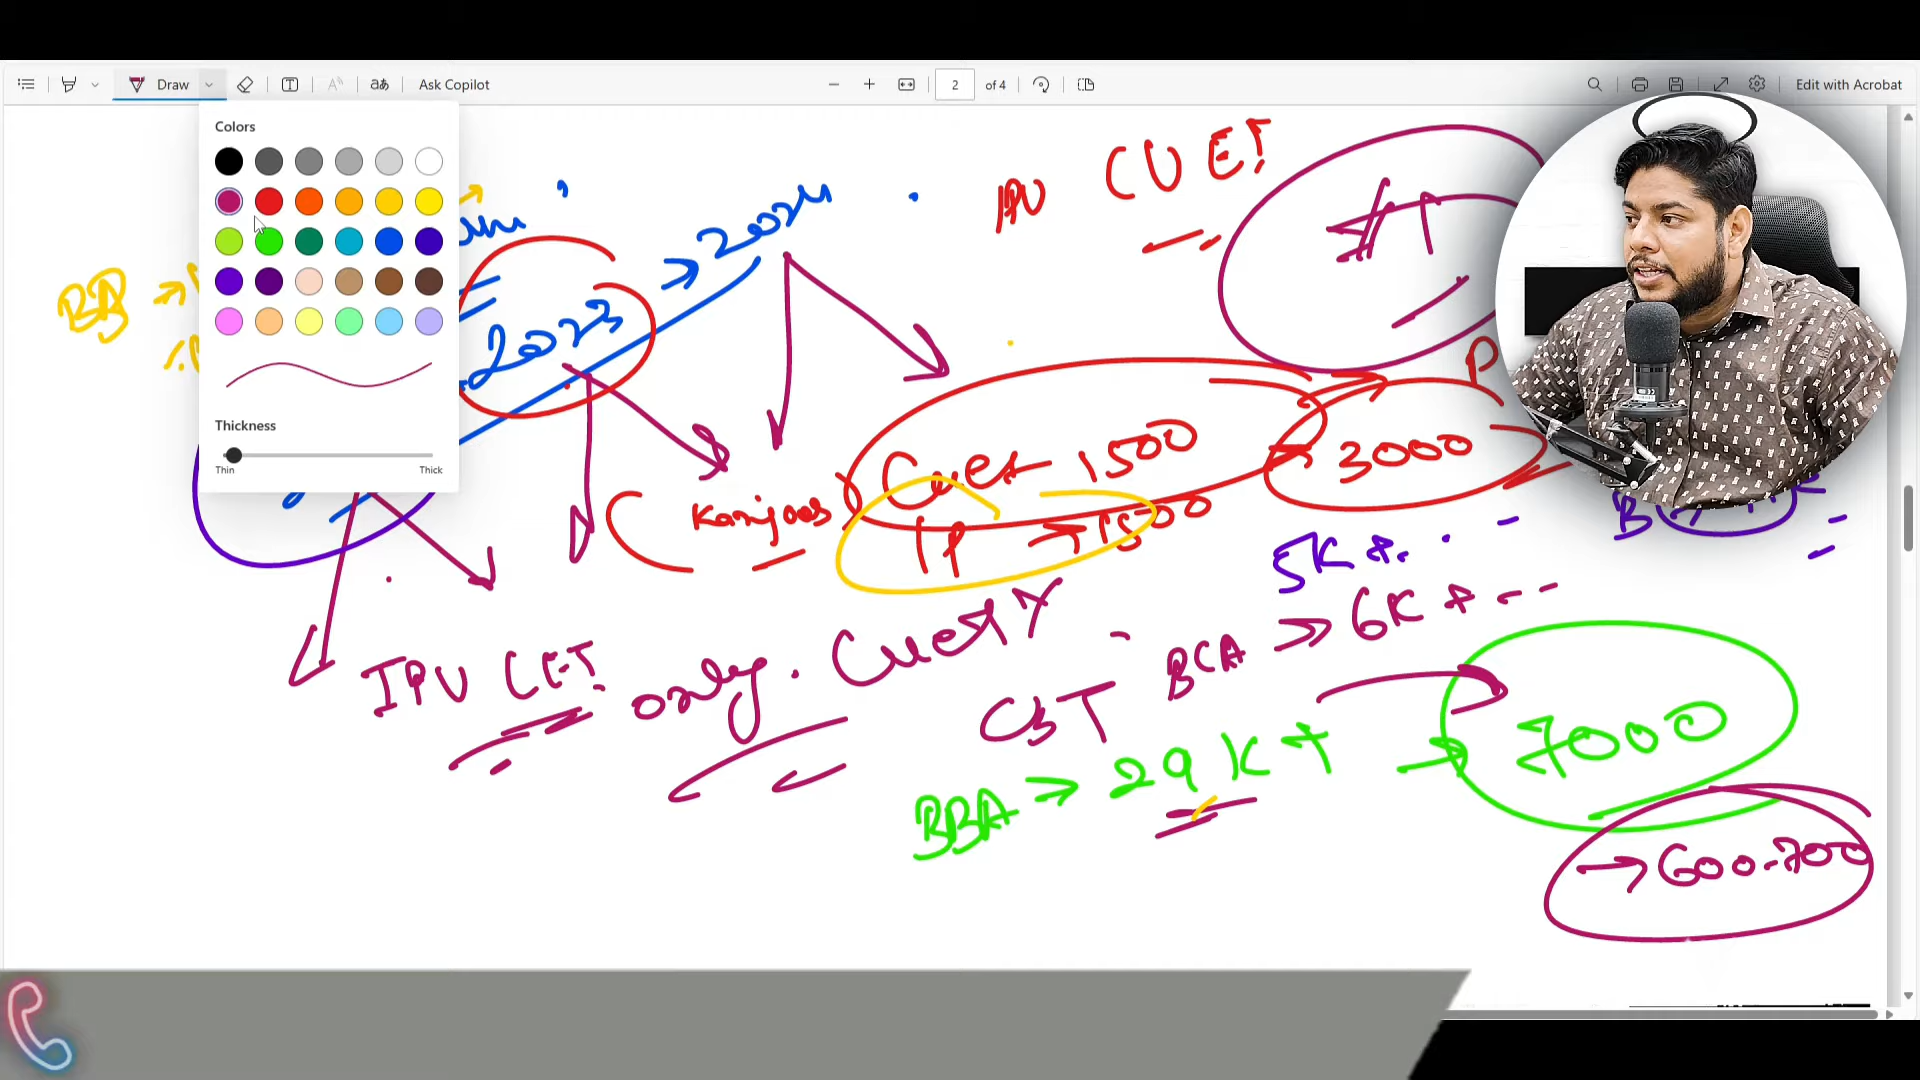 Draw
Ask Copilot
2 of 4
Edit with Acrobat
Colors
Thickness
Thin
Thick
IPU CUET
→ 2024
2023
BBA →
Cuet 1500
3000
Kanjoos
IP → 1500
5K+.
B
IPU CET only. Cuet
CBT
BCA → 6K +
BBA → 29K+ → 7000
→ 600-700